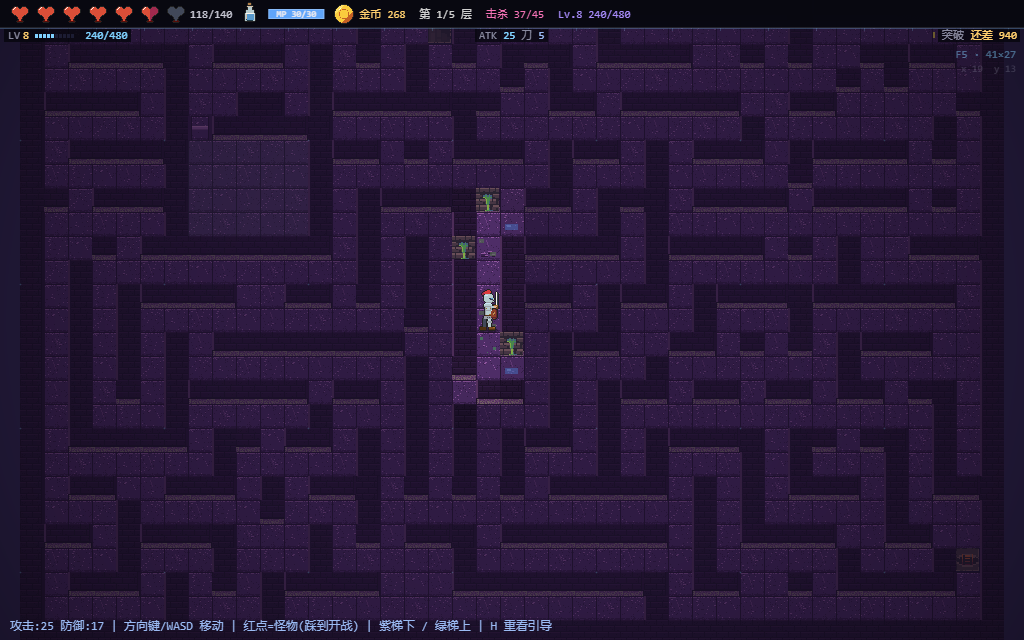 118/140 MP 30/30 金币 268 第 1/5 层 击杀 37/45 Lv.8 240/480
LV 8 240/480 ATK 25 刀 5 突破 还差 940
F5 · 41×27
x 19 y 13
攻击:25 防御:17 | 方向键/WASD 移动 | 红点=怪物(踩到开战) | 紫梯下 / 绿梯上 | H 重看引导